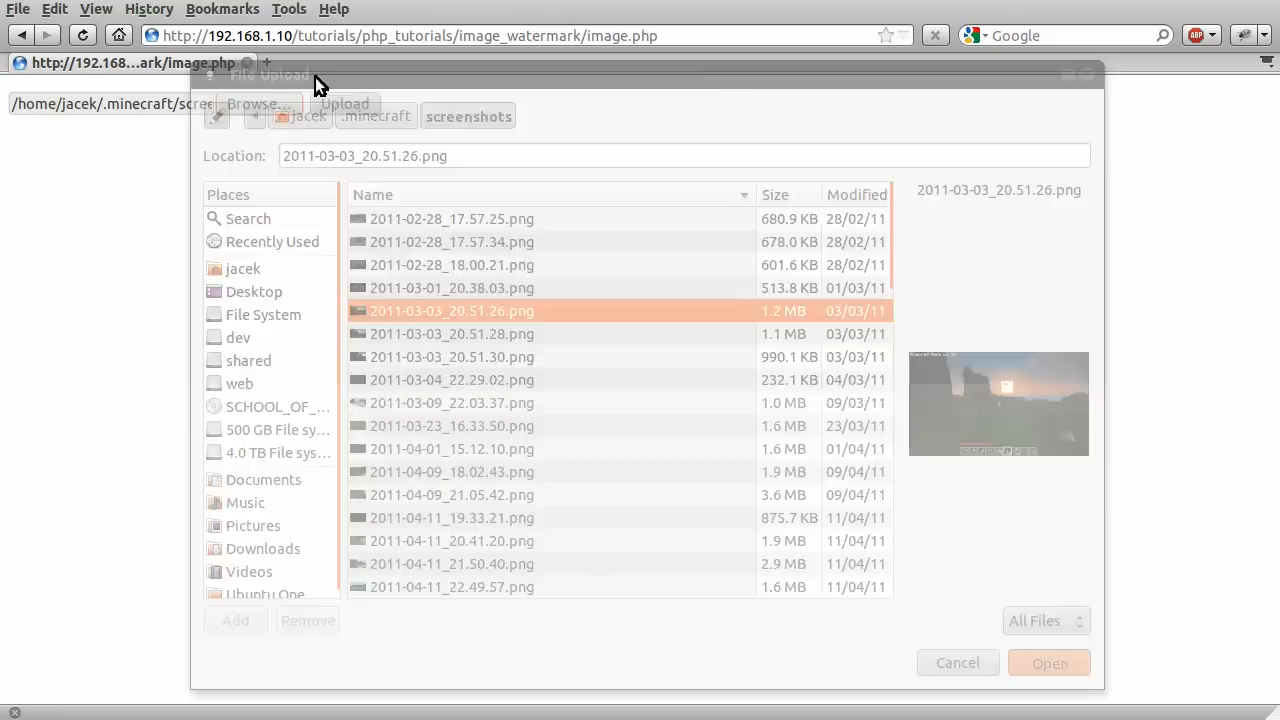 File Edit View History Bookmarks Tools Help
http://192.168.1.10/tutorials/php_tutorials/image_watermark/image.php
Google
ABP
http://192.168...ark/image.php
File Upload
/home/jacek/.minecraft/scree Browse... Upload
jacek .minecraft screenshots
Location: 2011-03-03_20.51.26.png
Places
Search
Recently Used
jacek
Desktop
File System
dev
shared
web
SCHOOL_OF_...
500 GB File sy...
4.0 TB File sys...
Documents
Music
Pictures
Downloads
Videos
Ubuntu One
Name Size Modified
2011-02-28_17.57.25.png 680.9 KB 28/02/11
2011-02-28_17.57.34.png 678.0 KB 28/02/11
2011-02-28_18.00.21.png 601.6 KB 28/02/11
2011-03-01_20.38.03.png 513.8 KB 01/03/11
2011-03-03_20.51.26.png 1.2 MB 03/03/11
2011-03-03_20.51.28.png 1.1 MB 03/03/11
2011-03-03_20.51.30.png 990.1 KB 03/03/11
2011-03-04_22.29.02.png 232.1 KB 04/03/11
2011-03-09_22.03.37.png 1.0 MB 09/03/11
2011-03-23_16.33.50.png 1.6 MB 23/03/11
2011-04-01_15.12.10.png 1.6 MB 01/04/11
2011-04-09_18.02.43.png 1.9 MB 09/04/11
2011-04-09_21.05.42.png 3.6 MB 09/04/11
2011-04-11_19.33.21.png 875.7 KB 11/04/11
2011-04-11_20.41.20.png 1.9 MB 11/04/11
2011-04-11_21.50.40.png 2.9 MB 11/04/11
2011-04-11_22.49.57.png 1.6 MB 11/04/11
2011-03-03_20.51.26.png
Add Remove
All Files
Cancel Open